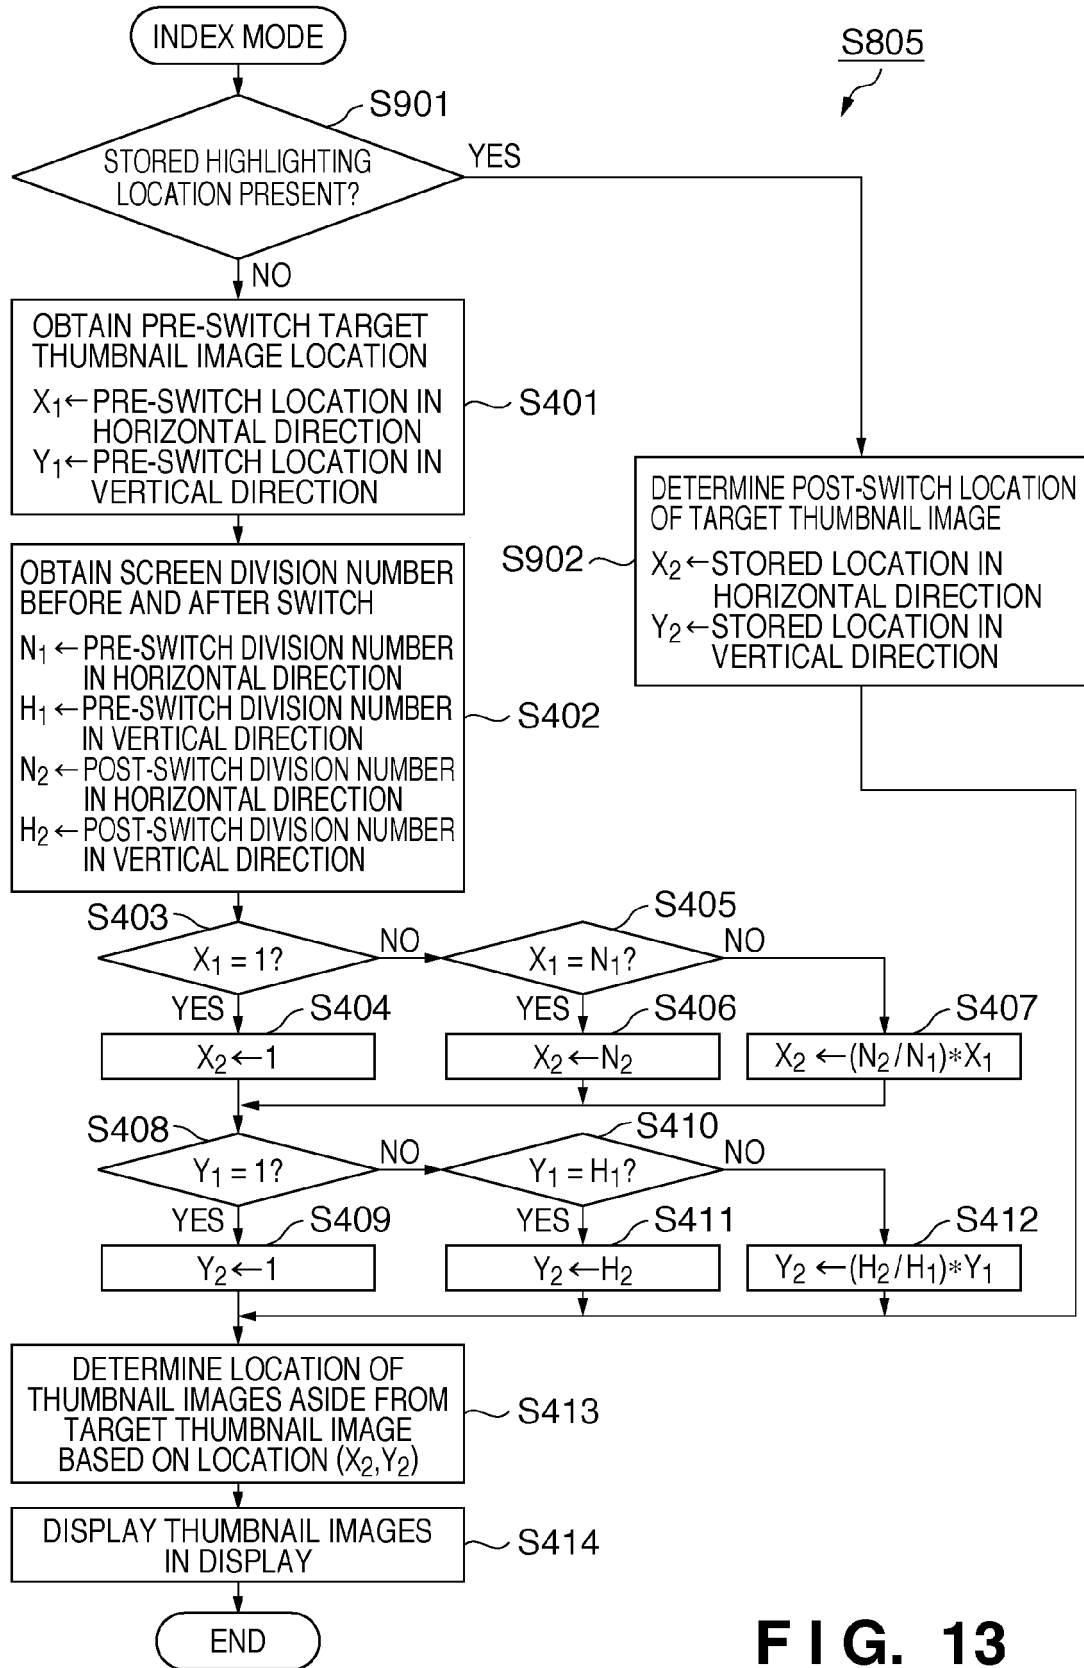 INDEX MODE
S805
S901
STORED HIGHLIGHTING
LOCATION PRESENT?
YES
NO
OBTAIN PRE-SWITCH TARGET
THUMBNAIL IMAGE LOCATION
X1←PRE-SWITCH LOCATION IN
HORIZONTAL DIRECTION
Y1←PRE-SWITCH LOCATION IN
VERTICAL DIRECTION
S401
DETERMINE POST-SWITCH LOCATION
OF TARGET THUMBNAIL IMAGE
X2←STORED LOCATION IN
HORIZONTAL DIRECTION
Y2←STORED LOCATION IN
VERTICAL DIRECTION
S902
OBTAIN SCREEN DIVISION NUMBER
BEFORE AND AFTER SWITCH
N1←PRE-SWITCH DIVISION NUMBER
IN HORIZONTAL DIRECTION
H1←PRE-SWITCH DIVISION NUMBER
IN VERTICAL DIRECTION
N2←POST-SWITCH DIVISION NUMBER
IN HORIZONTAL DIRECTION
H2←POST-SWITCH DIVISION NUMBER
IN VERTICAL DIRECTION
S402
S403
X1=1?
NO
S405
X1=N1?
NO
YES
S404
YES
S406
S407
X2←1
X2←N2
X2←(N2/N1)*X1
S408
Y1=1?
NO
S410
Y1=H1?
NO
YES
S409
YES
S411
S412
Y2←1
Y2←H2
Y2←(H2/H1)*Y1
DETERMINE LOCATION OF
THUMBNAIL IMAGES ASIDE FROM
TARGET THUMBNAIL IMAGE
BASED ON LOCATION (X2,Y2)
S413
DISPLAY THUMBNAIL IMAGES
IN DISPLAY
S414
END
FIG. 13